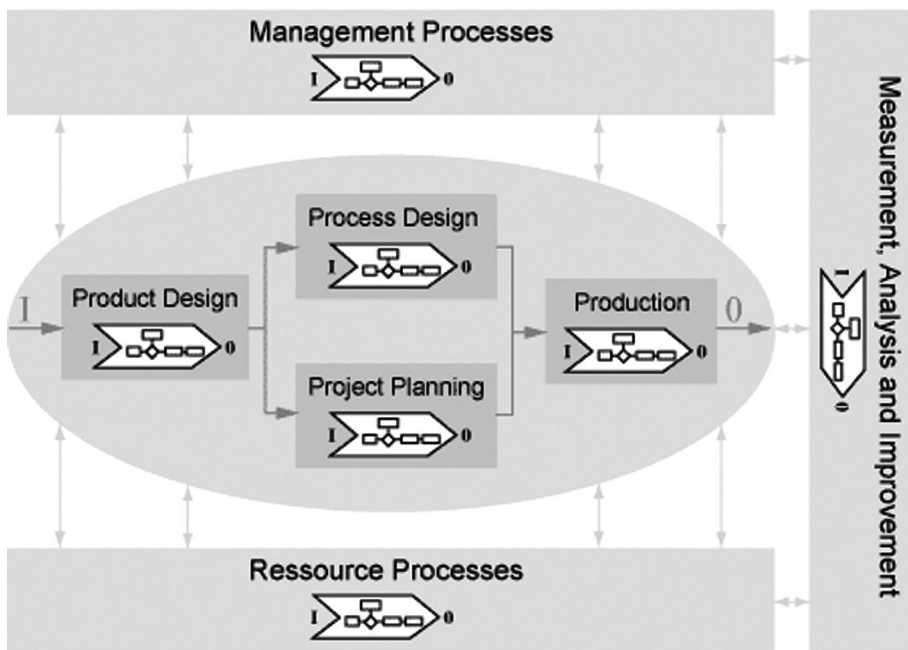 Management Processes
I 0
Process Design
I 0
I
Product Design
I 0
Production
I 0
0
Project Planning
I 0
Ressource Processes
I 0
Measurement, Analysis and Improvement
I 0